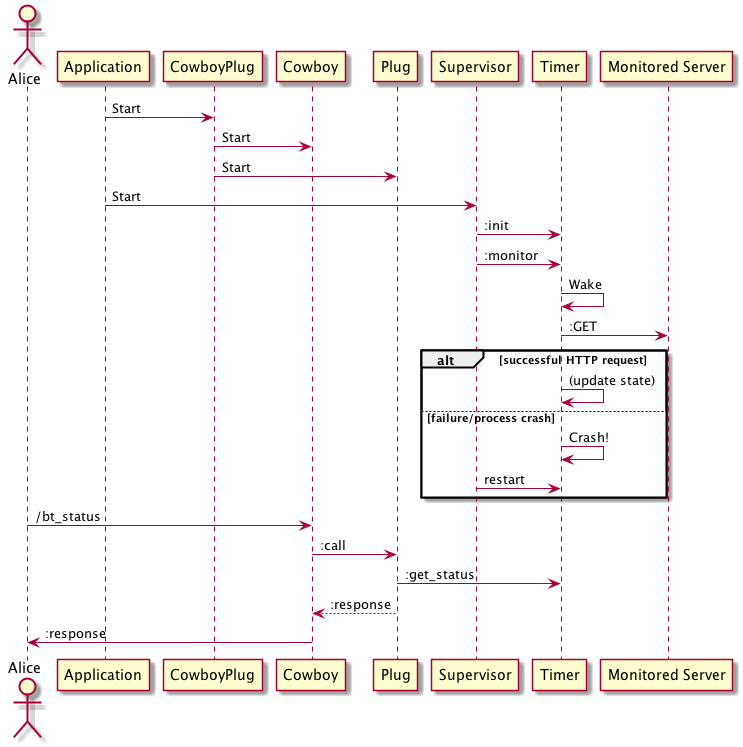 Alice
Application CowboyPlug Cowboy Plug Supervisor Timer Monitored Server
Start
Start
Start
Start
:init
:monitor
Wake
:GET
alt [successful HTTP request]
(update state)
[failure/process crash]
Crash!
restart
/bt_status
:call
:get_status
:response
:response
Alice
Application CowboyPlug Cowboy Plug Supervisor Timer Monitored Server